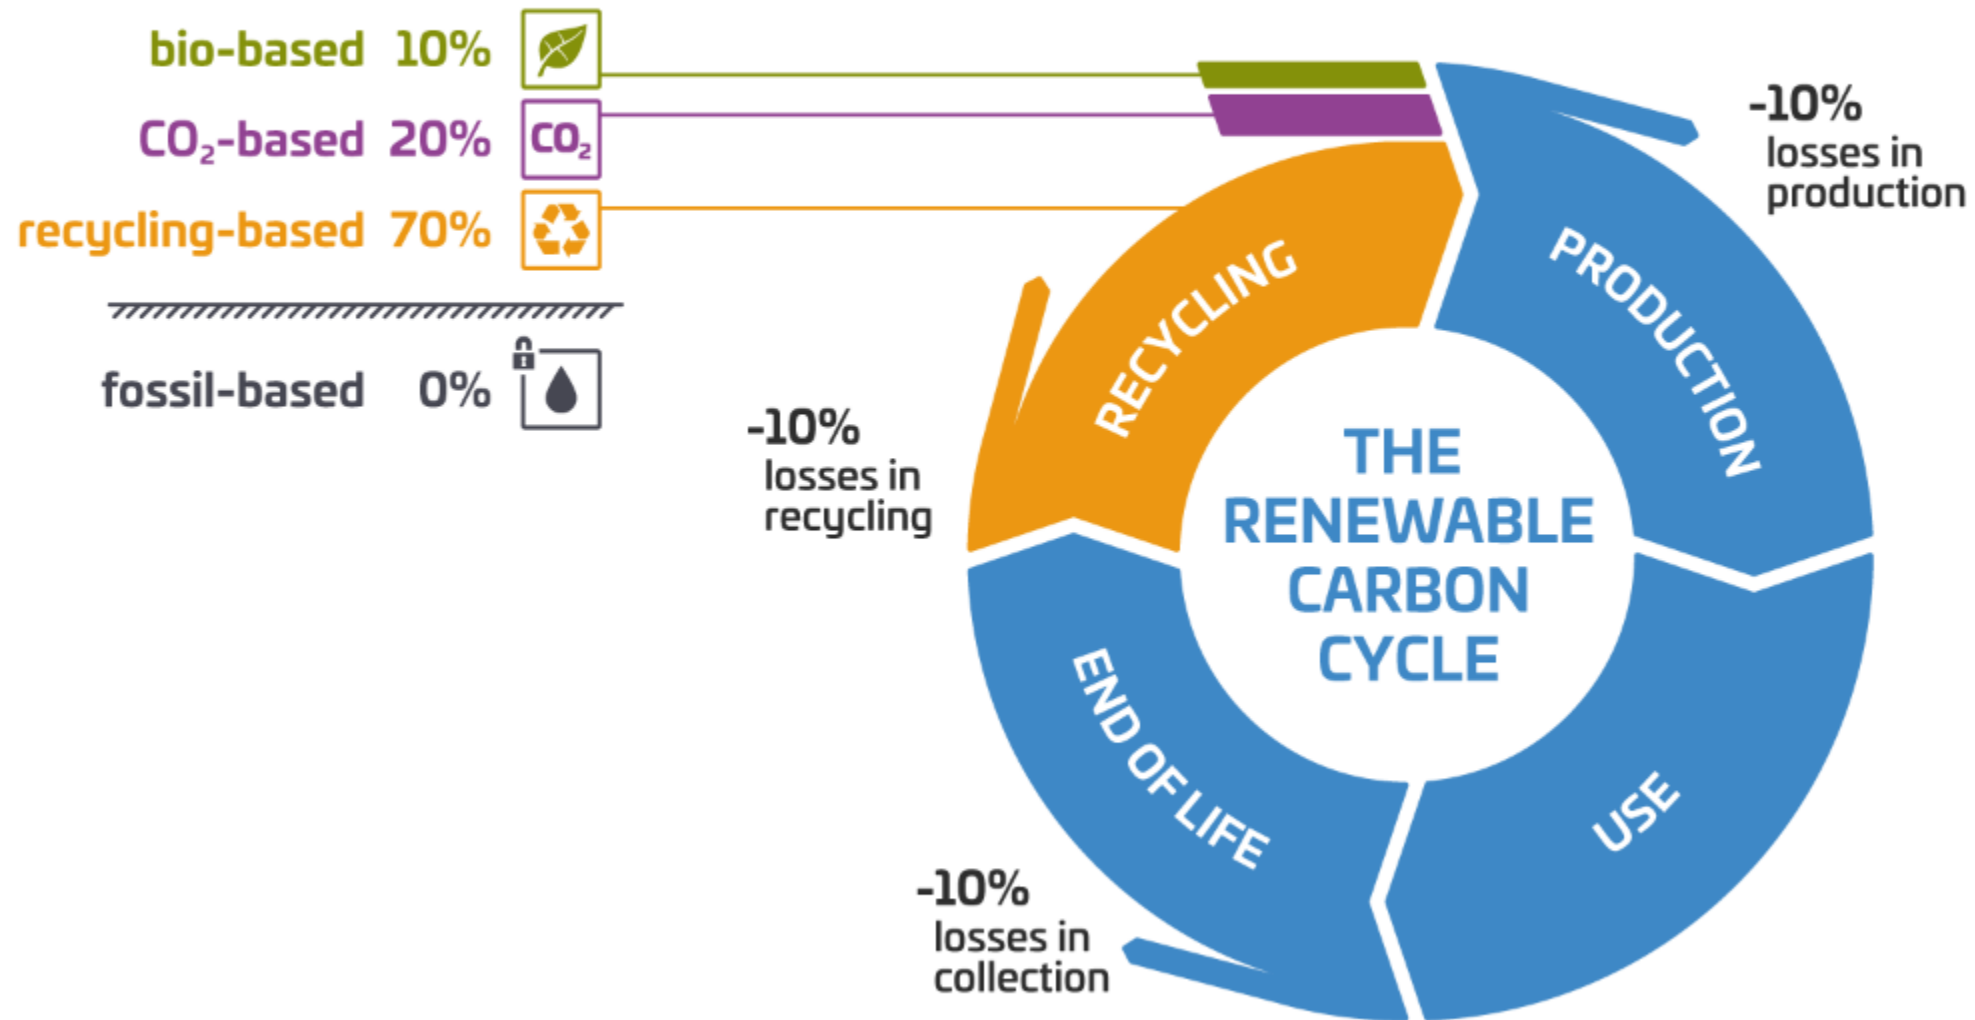 bio-based 10%
CO₂-based 20% CO₂
recycling-based 70%
fossil-based 0%
-10%
losses in
production
PRODUCTION
RECYCLING
-10%
losses in
recycling
THE
RENEWABLE
CARBON
CYCLE
END OF LIFE
USE
-10%
losses in
collection